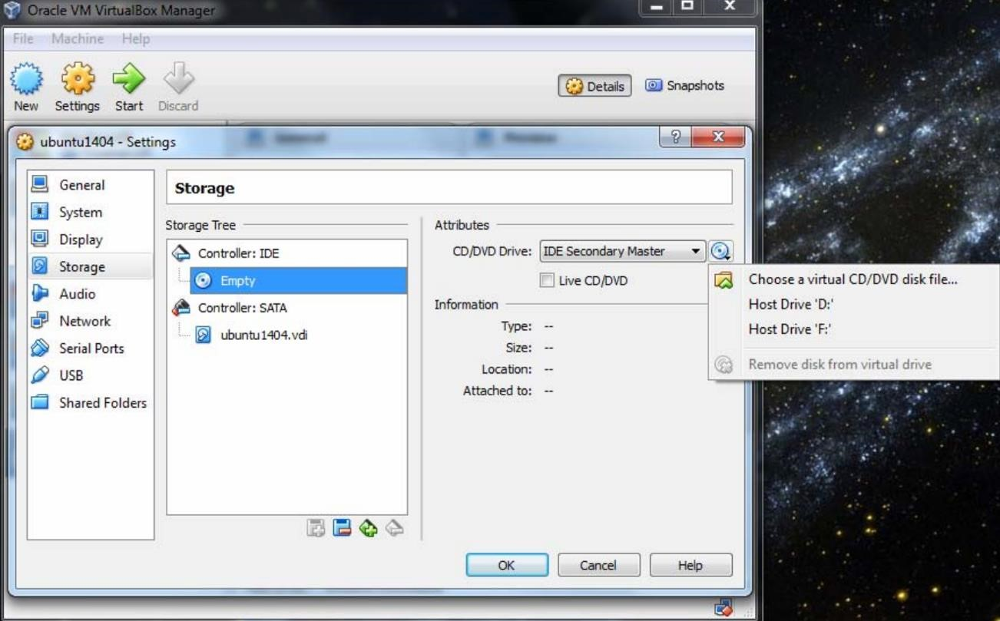 Oracle VM VirtualBox Manager
File Machine Help
New Settings Start Discard
Details Snapshots
ubuntu1404 - Settings
General
System
Display
Storage
Audio
Network
Serial Ports
USB
Shared Folders
Storage
Storage Tree
Controller: IDE
Empty
Controller: SATA
ubuntu1404.vdi
Attributes
CD/DVD Drive: IDE Secondary Master
Live CD/DVD
Information
Type: --
Size: --
Location: --
Attached to: --
Choose a virtual CD/DVD disk file...
Host Drive 'D:'
Host Drive 'F:'
Remove disk from virtual drive
OK Cancel Help